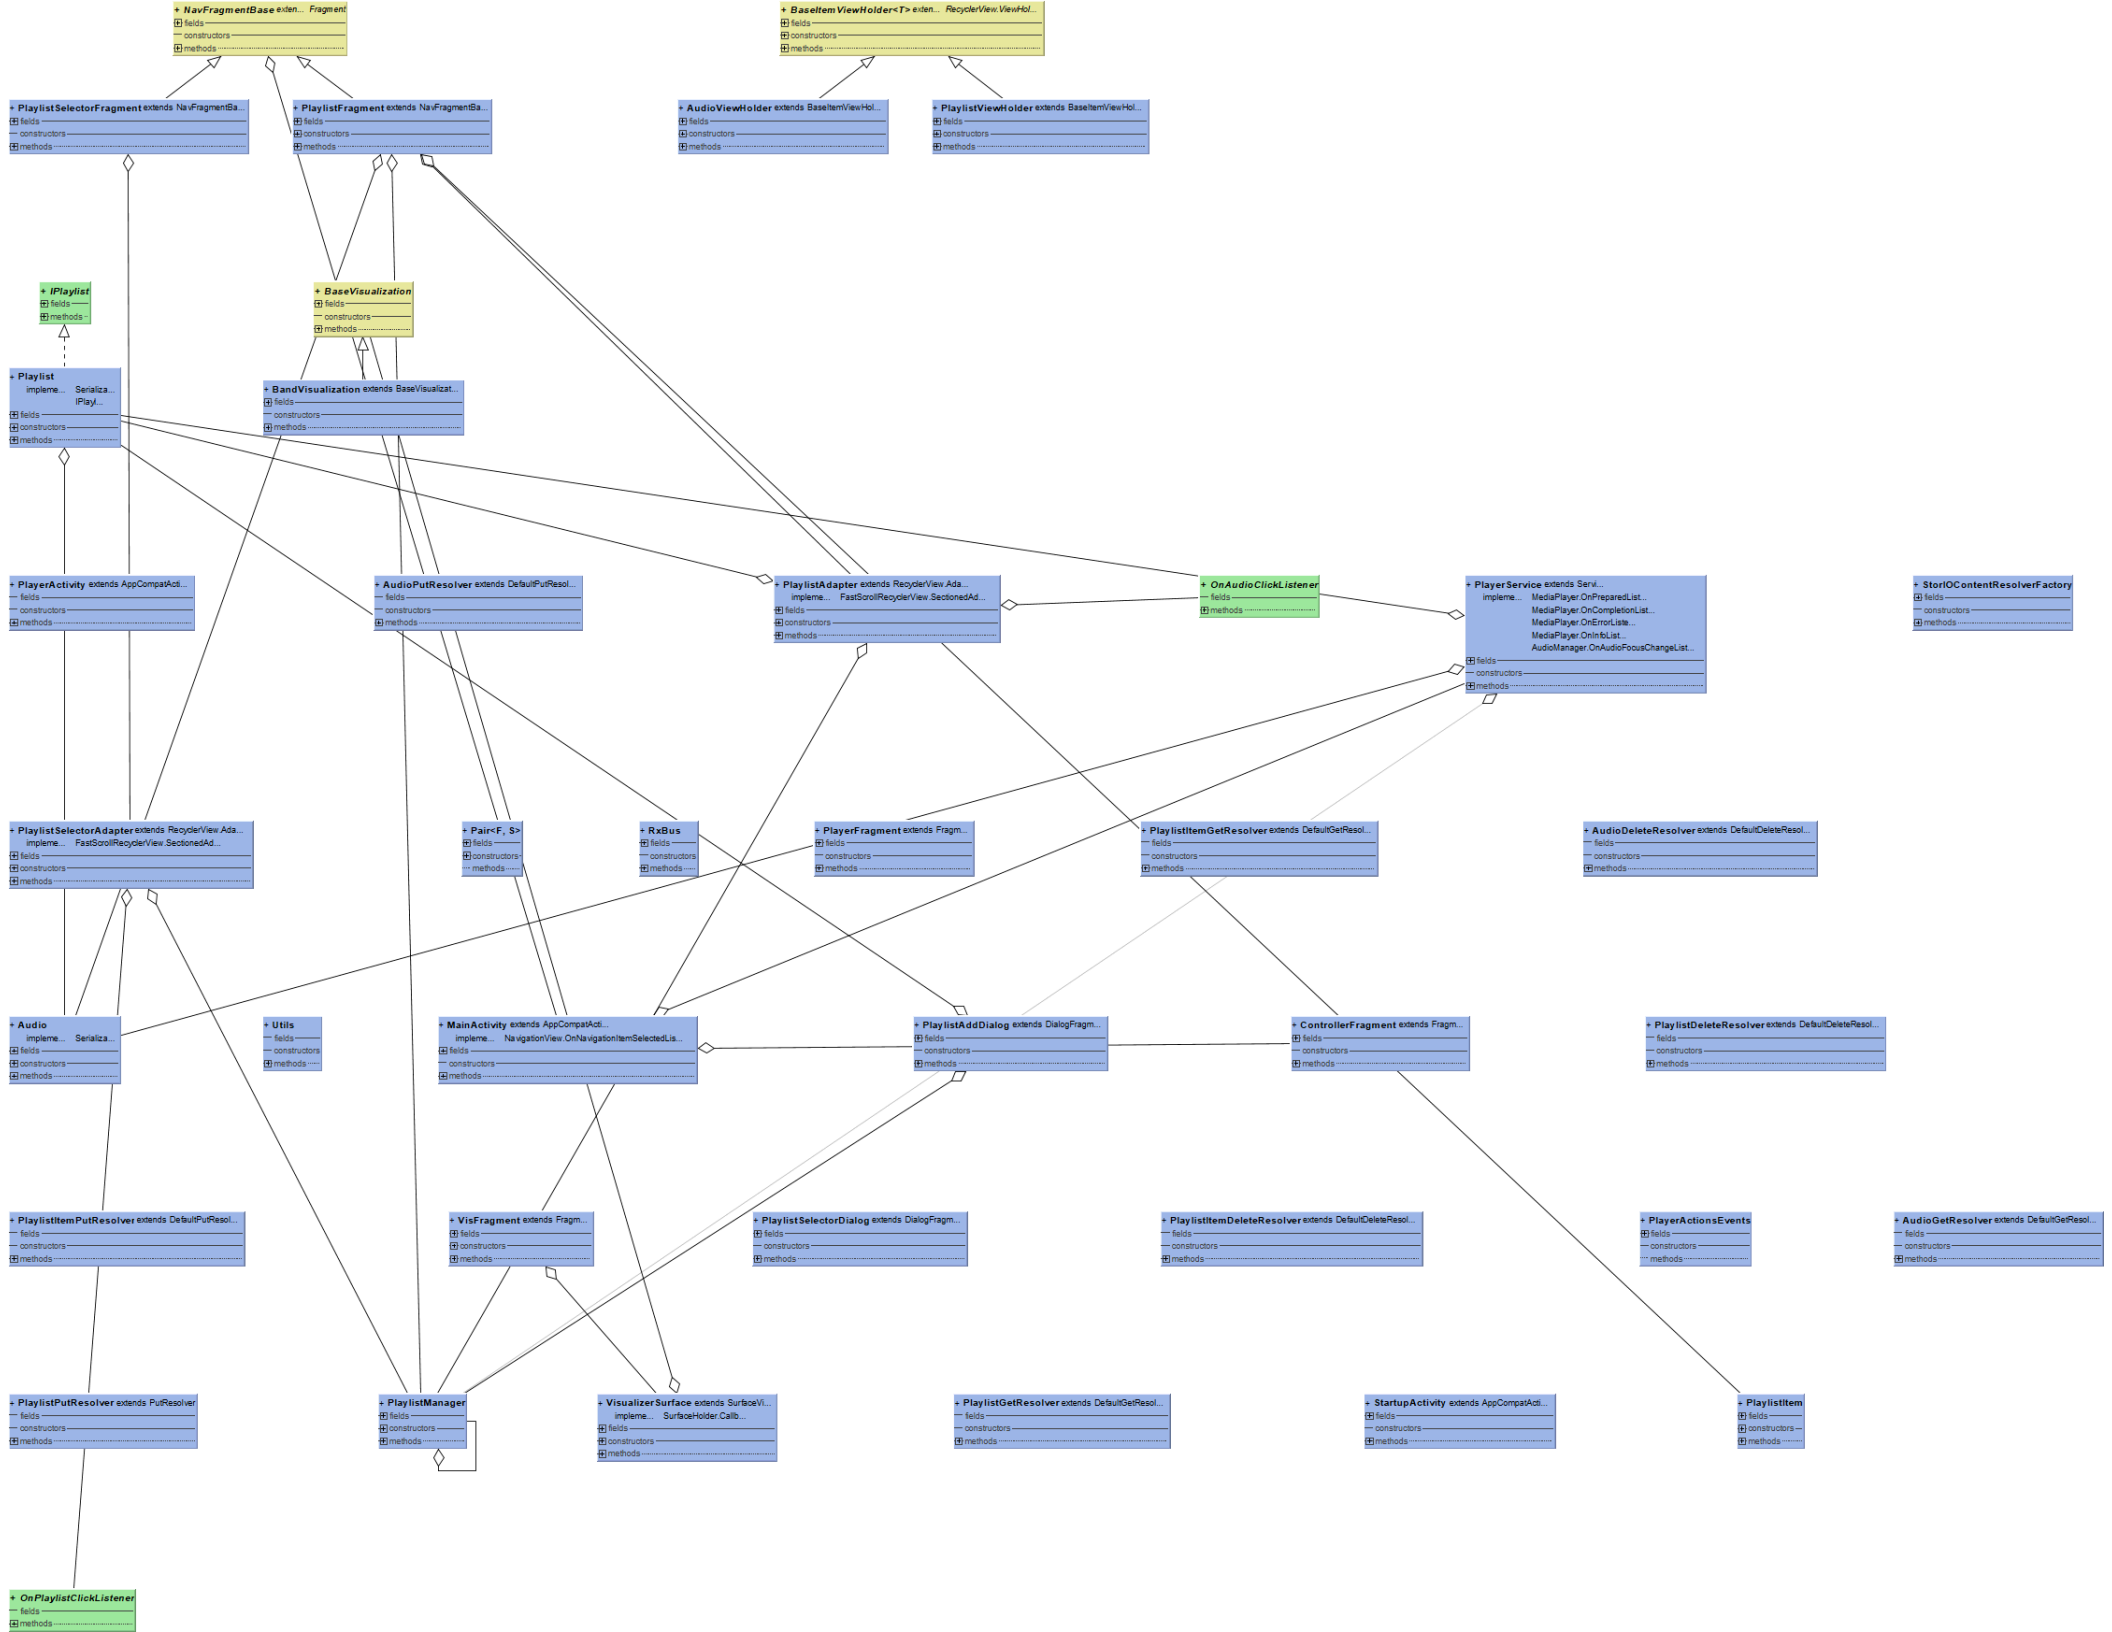 + NavFragmentBase exten... Fragment
fields
constructors
methods
+ BaseItemViewHolder<T> exten... RecyclerView.ViewHol...
fields
constructors
methods
+ PlaylistSelectorFragment extends NavFragmentBa...
fields
constructors
methods
+ PlaylistFragment extends NavFragmentBa...
fields
constructors
methods
+ AudioViewHolder extends BaseItemViewHol...
fields
constructors
methods
+ PlaylistViewHolder extends BaseItemViewHol...
fields
constructors
methods
+ IPlaylist
fields
methods
+ BaseVisualization
fields
constructors
methods
+ Playlist
impleme... Serializa...
IPlayl...
fields
constructors
methods
+ BandVisualization extends BaseVisualizat...
fields
constructors
methods
+ PlayerActivity extends AppCompatActi...
fields
constructors
methods
+ AudioPutResolver extends DefaultPutResol...
fields
constructors
methods
+ PlaylistAdapter extends RecyclerView.Ada...
impleme... FastScrollRecyclerView.SectionedAd...
fields
constructors
methods
+ OnAudioClickListener
fields
methods
+ PlayerService extends Servi...
impleme... MediaPlayer.OnPreparedList...
MediaPlayer.OnCompletionList...
MediaPlayer.OnErrorListe...
MediaPlayer.OnInfoList...
AudioManager.OnAudioFocusChangeList...
fields
constructors
methods
+ StorIOContentResolverFactory
fields
constructors
methods
+ PlaylistSelectorAdapter extends RecyclerView.Ada...
impleme... FastScrollRecyclerView.SectionedAd...
fields
constructors
methods
+ Pair<F, S>
fields
constructors
methods
+ RxBus
fields
constructors
methods
+ PlayerFragment extends Fragm...
fields
constructors
methods
+ PlaylistItemGetResolver extends DefaultGetResol...
fields
constructors
methods
+ AudioDeleteResolver extends DefaultDeleteResol...
fields
constructors
methods
+ Audio
impleme... Serializa...
fields
constructors
methods
+ Utils
fields
constructors
methods
+ MainActivity extends AppCompatActi...
impleme... NavigationView.OnNavigationItemSelectedLis...
fields
constructors
methods
+ PlaylistAddDialog extends DialogFragm...
fields
constructors
methods
+ ControllerFragment extends Fragm...
fields
constructors
methods
+ PlaylistDeleteResolver extends DefaultDeleteResol...
fields
constructors
methods
+ PlaylistItemPutResolver extends DefaultPutResol...
fields
constructors
methods
+ VisFragment extends Fragm...
fields
constructors
methods
+ PlaylistSelectorDialog extends DialogFragm...
fields
constructors
methods
+ PlaylistItemDeleteResolver extends DefaultDeleteResol...
fields
constructors
methods
+ PlayerActionsEvents
fields
constructors
methods
+ AudioGetResolver extends DefaultGetResol...
fields
constructors
methods
+ PlaylistPutResolver extends PutResolver
fields
constructors
methods
+ PlaylistManager
fields
constructors
methods
+ VisualizerSurface extends SurfaceVi...
impleme... SurfaceHolder.Callb...
fields
constructors
methods
+ PlaylistGetResolver extends DefaultGetResol...
fields
constructors
methods
+ StartupActivity extends AppCompatActi...
fields
constructors
methods
+ PlaylistItem
fields
constructors
methods
+ OnPlaylistClickListener
fields
methods